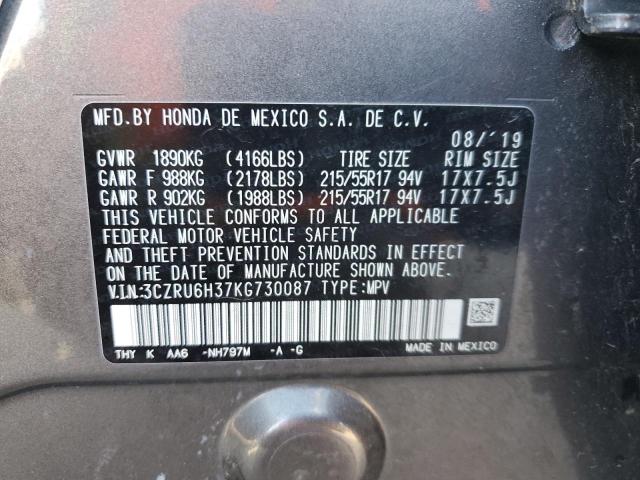 MFD.BY HONDA DE MEXICO S.A. DE C.V.
08/'19
GVWR 1890KG (4166LBS) TIRE SIZE RIM SIZE
GAWR F 988KG (2178LBS) 215/55R17 94V 17X7.5J
GAWR R 902KG (1988LBS) 215/55R17 94V 17X7.5J
THIS VEHICLE CONFORMS TO ALL APPLICABLE
FEDERAL MOTOR VEHICLE SAFETY
AND THEFT PREVENTION STANDARDS IN EFFECT
ON THE DATE OF MANUFACTURE SHOWN ABOVE.
V.I.N:3CZRU6H37KG730087 TYPE:MPV
THY K AA6 -NH797M -A -G
MADE IN MEXICO